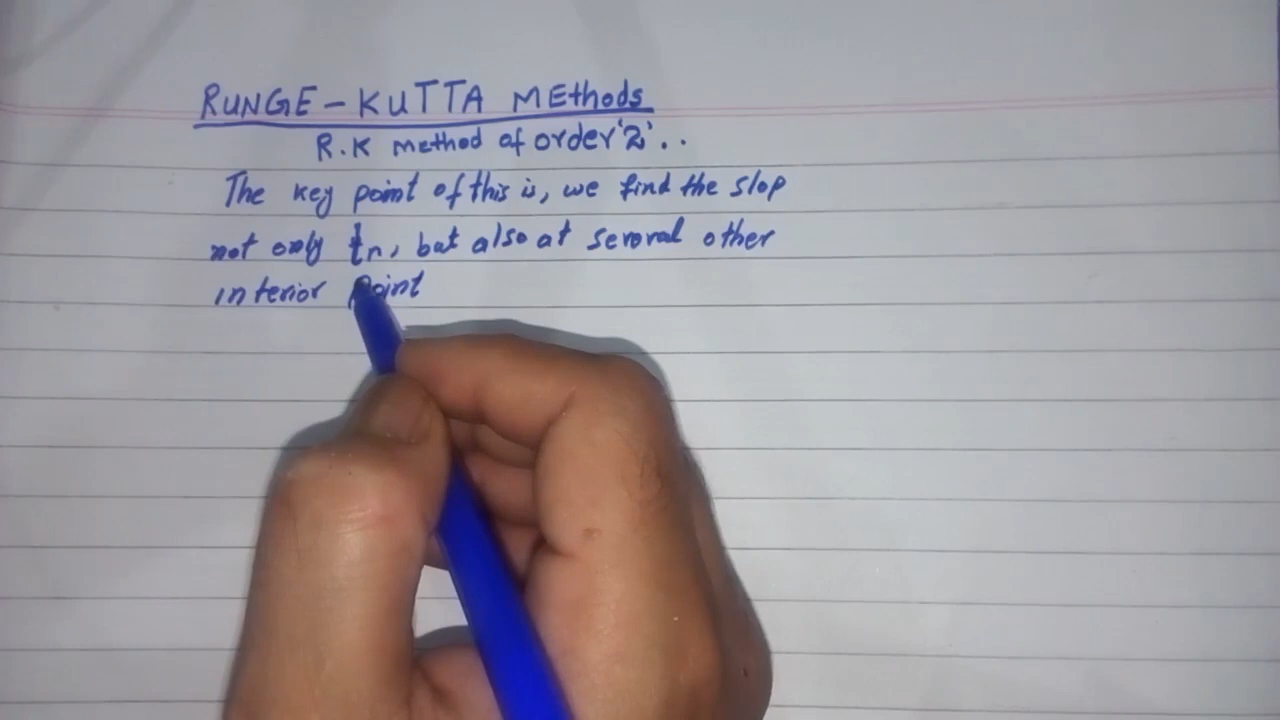 RUNGE - KUTTA MEthods
R.K method of order '2'..
The key point of this is, we find the slop
not only tn, but also at several other
interior point